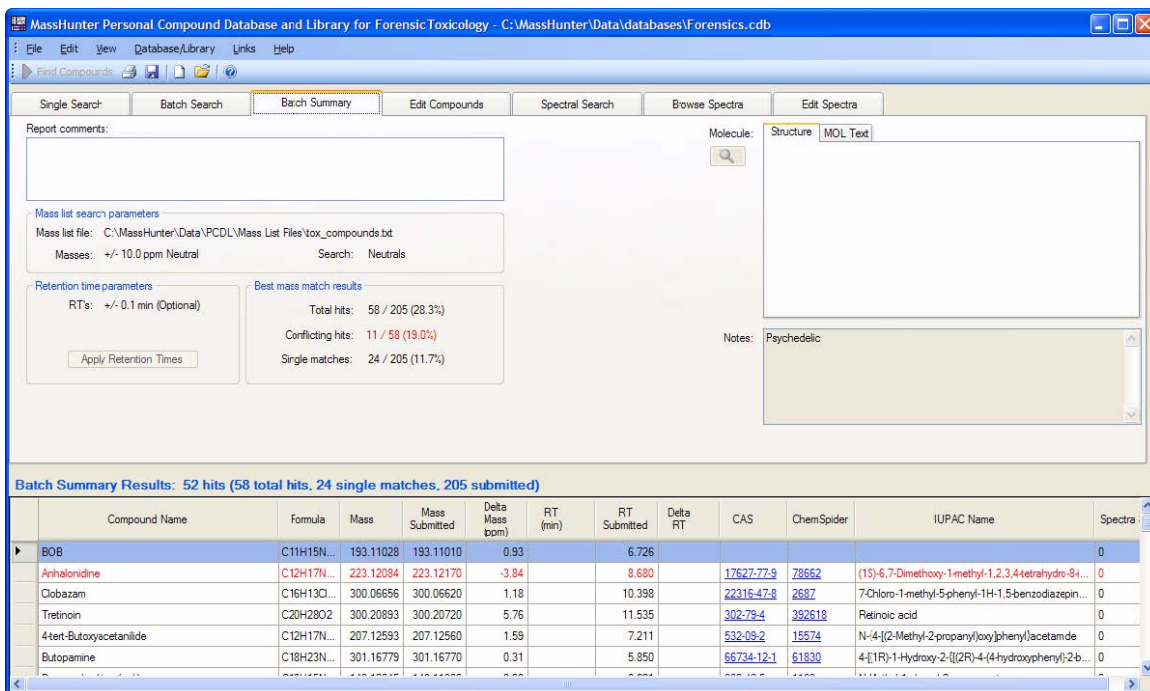 MassHunter Personal Compound Database and Library for Forensic Toxicology - C:\MassHunter\Data\databases\Forensics.cdb
File Edit View Database/Library Links Help
Find Compounds
Single Search Batch Search Batch Summary Edit Compounds Spectral Search Browse Spectra Edit Spectra
Report comments:
Molecule: Structure MOL Text
Mass list search parameters
Mass list file: C:\MassHunter\Data\PCDL\Mass List Files\tox_compounds.txt
Masses: +/- 10.0 ppm Neutral Search: Neutrals
Retention time parameters
RT's: +/- 0.1 min (Optional)
Apply Retention Times
Best mass match results
Total hits: 58 / 205 (28.3%)
Conflicting hits: 11 / 58 (19.0%)
Single matches: 24 / 205 (11.7%)
Notes: Psychedelic
Batch Summary Results: 52 hits (58 total hits, 24 single matches, 205 submitted)
Compound Name Formula Mass Mass Submitted Delta Mass (ppm) RT (min) RT Submitted Delta RT CAS ChemSpider IUPAC Name Spectra
BOB C11H15N... 193.11028 193.11010 0.93 6.726 0
Anhalonidine C12H17N... 223.12084 223.12170 -3.84 8.680 17627-77-9 78662 (1S)-6,7-Dimethoxy-1-methyl-1,2,3,4-tetrahydro-8-i... 0
Clobazam C16H13Cl... 300.06656 300.06620 1.18 10.398 22316-47-8 2687 7-Chloro-1-methyl-5-phenyl-1H-1,5-benzodiazepin... 0
Tretinoin C20H28O2 300.20893 300.20720 5.76 11.535 302-79-4 392618 Retinoic acid 0
4-tert-Butoxyacetanilide C12H17N... 207.12593 207.12560 1.59 7.211 532-09-2 15574 N-{4-[(2-Methyl-2-propanyl)oxy]phenyl}acetamide 0
Butopamine C18H23N... 301.16779 301.16770 0.31 5.850 66734-12-1 61830 4-[(1R)-1-Hydroxy-2-{[(2R)-4-(4-hydroxyphenyl)-2-b... 0